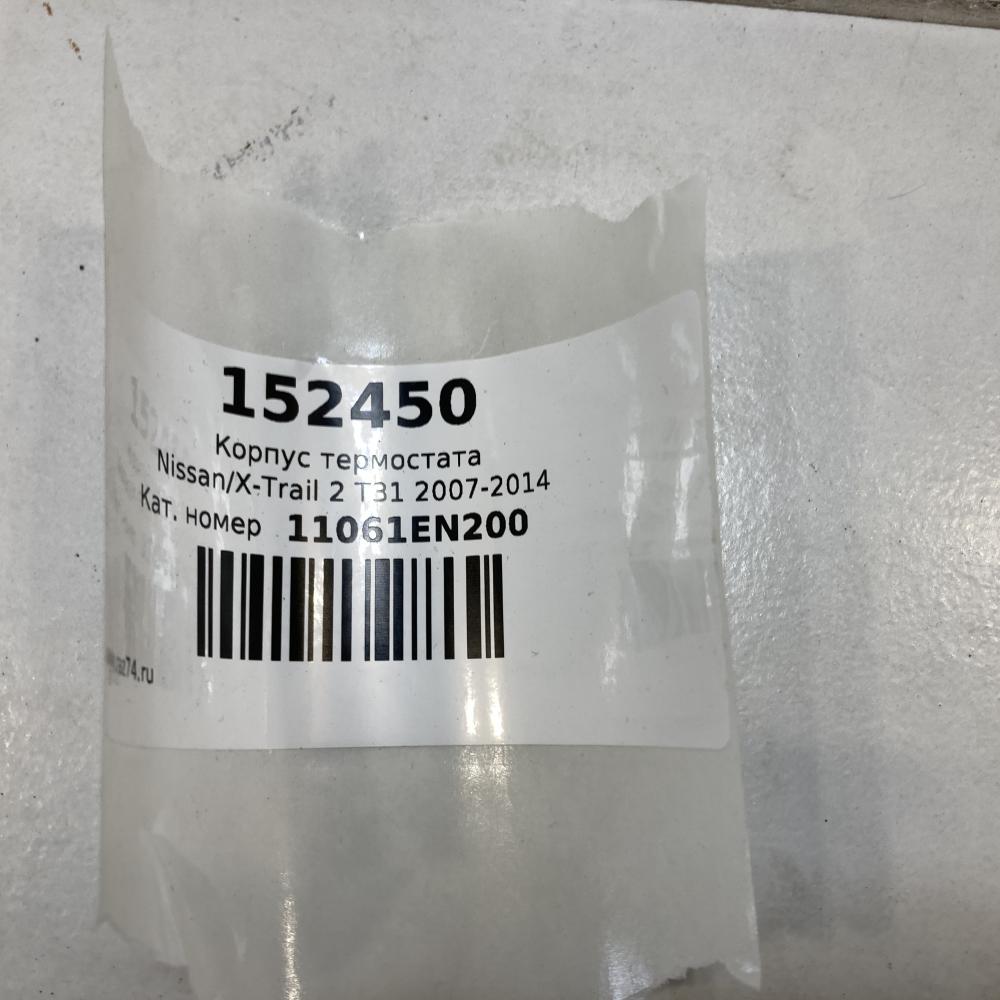 152450
Корпус термостата
Nissan/X-Trail 2 T31 2007-2014
Кат. номер 11061EN200